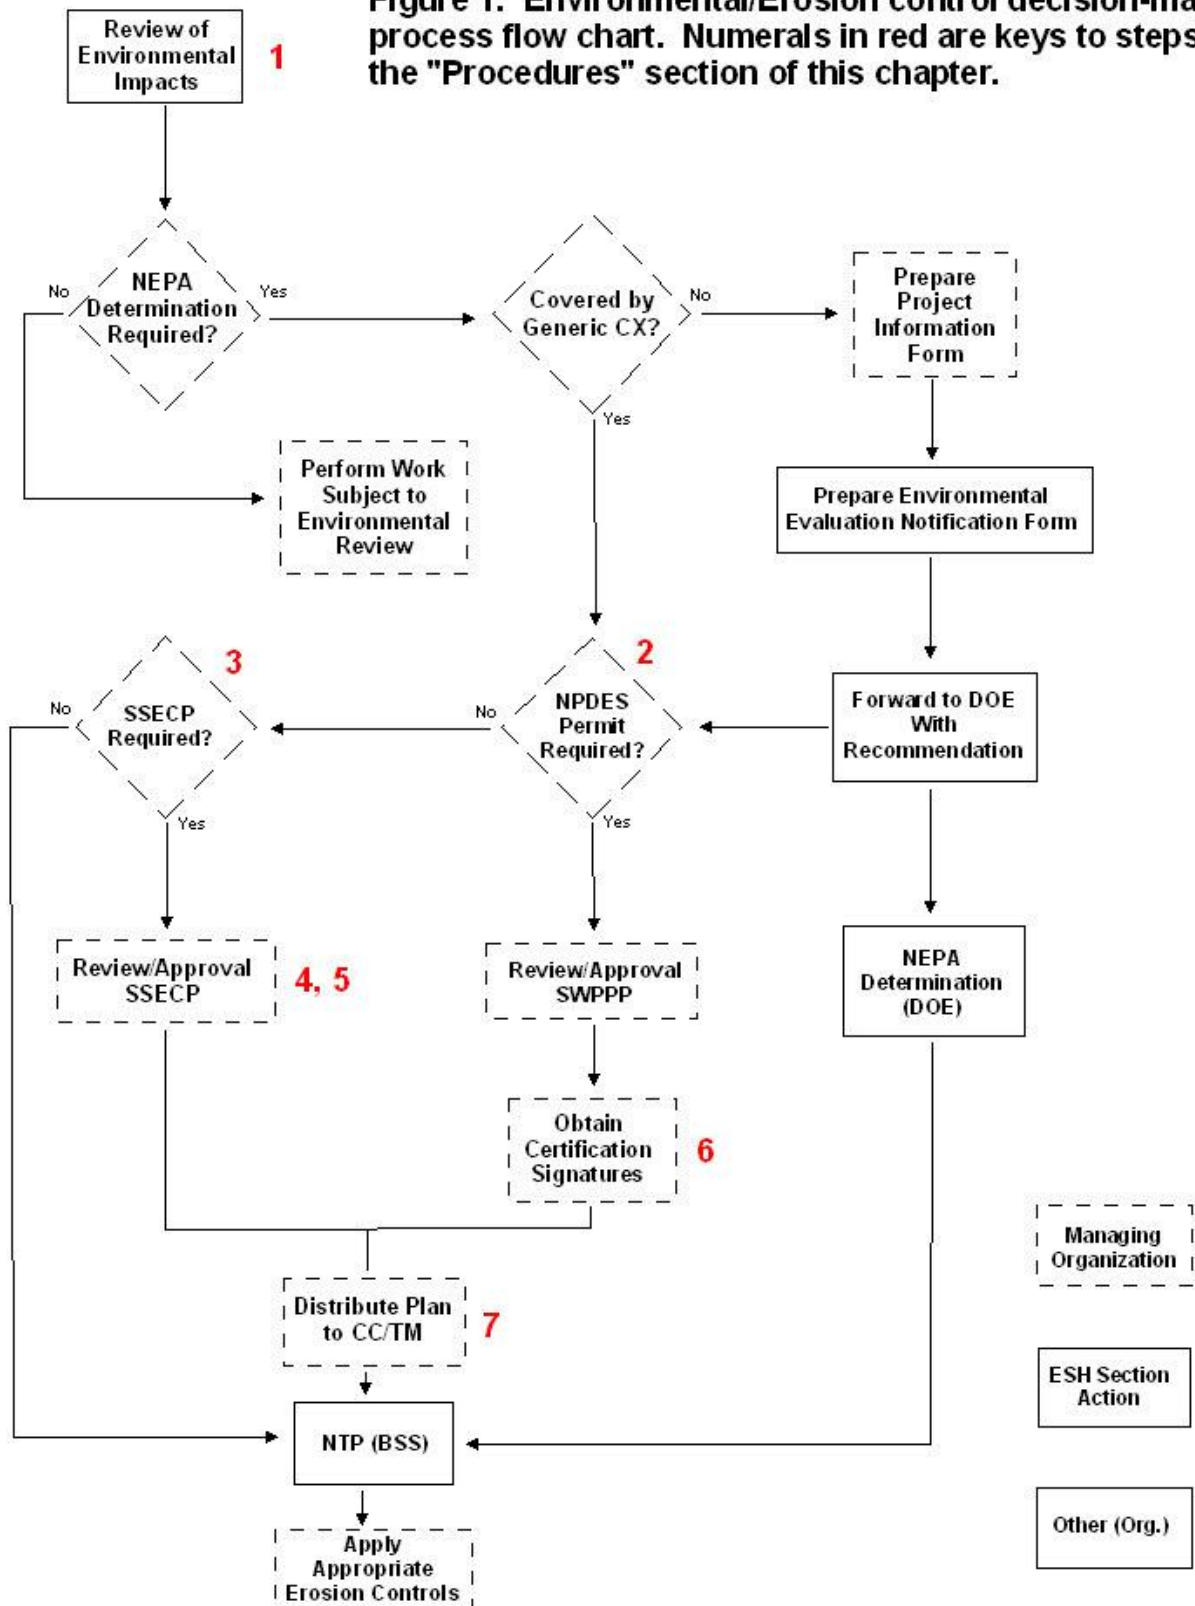 Figure 1. Environmental/Erosion control decision-ma
process flow chart. Numerals in red are keys to steps
the "Procedures" section of this chapter.
Review of
Environmental
Impacts
1
NEPA
Determination
Required?
No
Yes
Covered by
Generic CX?
No
Yes
Prepare
Project
Information
Form
Perform Work
Subject to
Environmental
Review
Prepare Environmental
Evaluation Notification Form
3
SSECP
Required?
No
Yes
2
NPDES
Permit
Required?
No
Yes
Forward to DOE
With
Recommendation
Review/Approval
SSECP
4, 5
Review/Approval
SWPPP
NEPA
Determination
(DOE)
Obtain
Certification
Signatures
6
Distribute Plan
to CC/TM
7
NTP (BSS)
Apply
Appropriate
Erosion Controls
Managing
Organization
ESH Section
Action
Other (Org.)